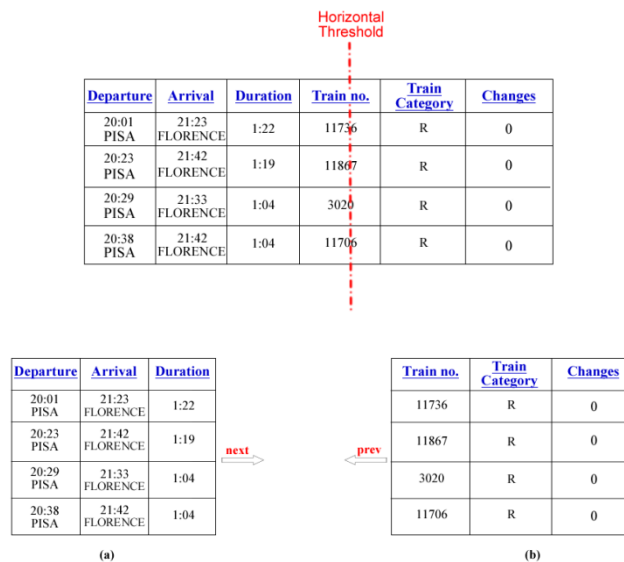 Horizontal
Threshold
Departure Arrival Duration Train no. Train Category Changes
20:01 PISA 21:23 FLORENCE 1:22 11736 R 0
20:23 PISA 21:42 FLORENCE 1:19 11867 R 0
20:29 PISA 21:33 FLORENCE 1:04 3020 R 0
20:38 PISA 21:42 FLORENCE 1:04 11706 R 0
Departure Arrival Duration
20:01 PISA 21:23 FLORENCE 1:22
20:23 PISA 21:42 FLORENCE 1:19
20:29 PISA 21:33 FLORENCE 1:04
20:38 PISA 21:42 FLORENCE 1:04
next
(a)
prev
Train no. Train Category Changes
11736 R 0
11867 R 0
3020 R 0
11706 R 0
(b)